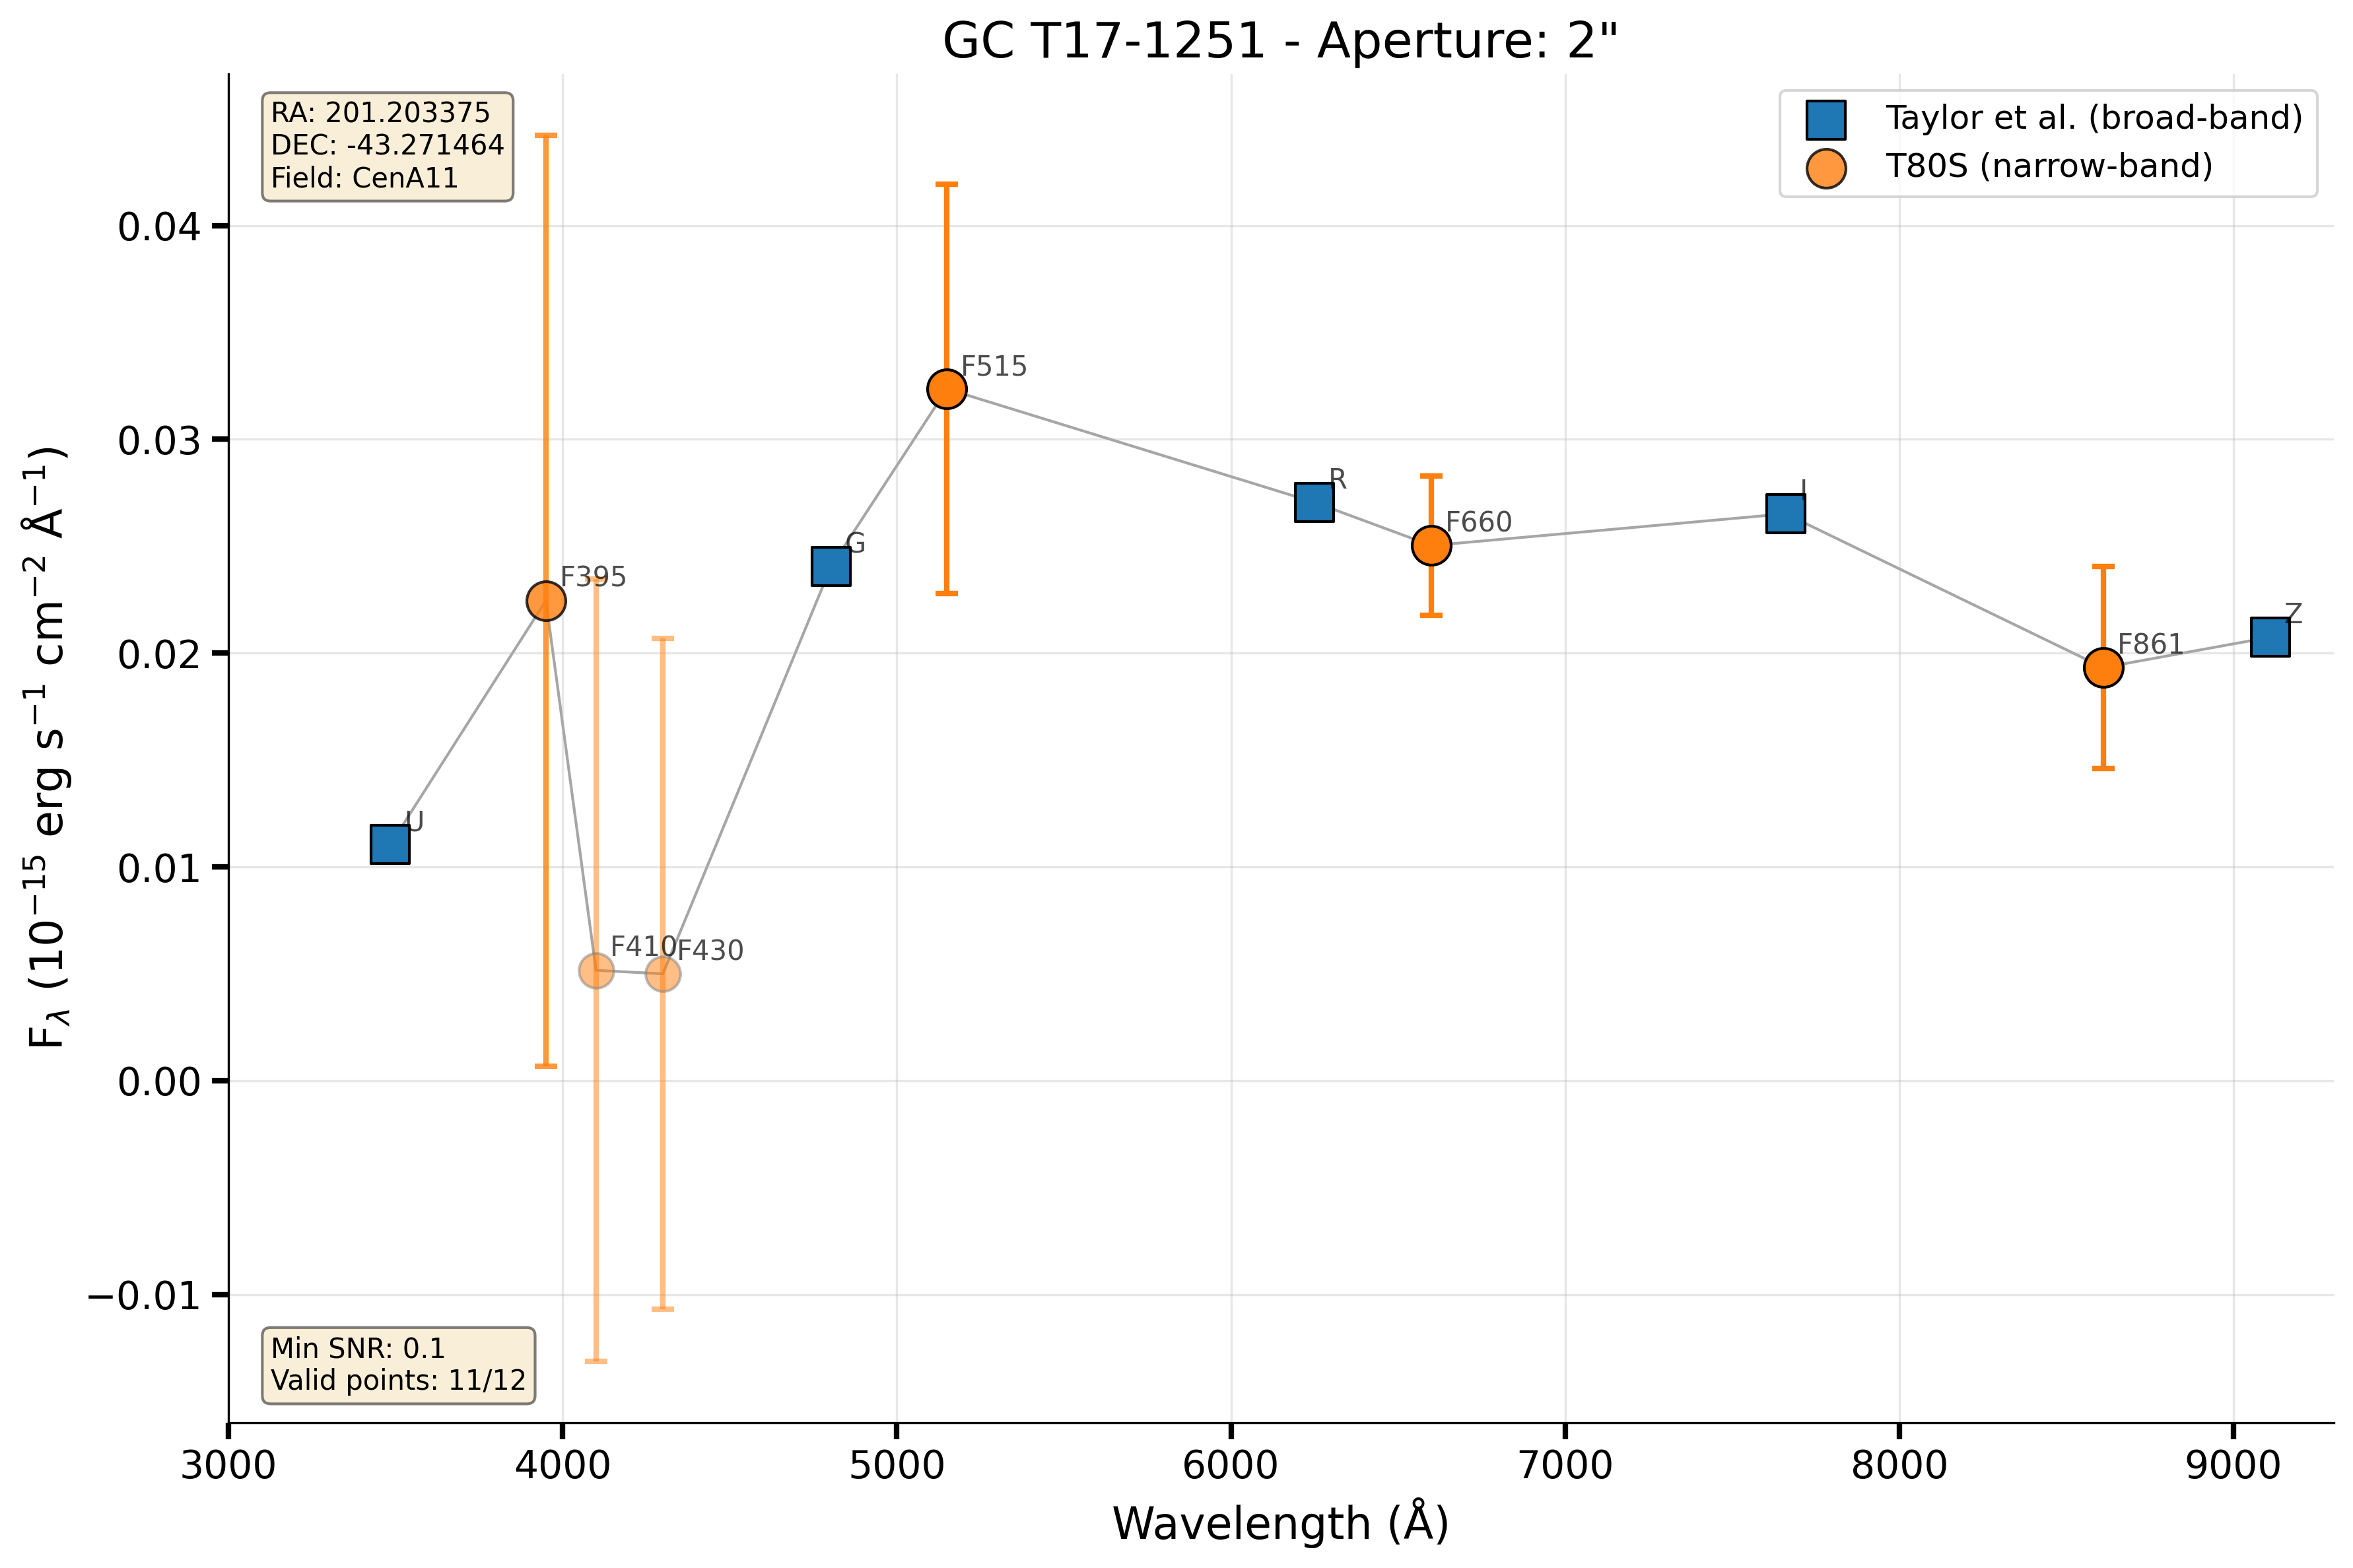 GC T17-1251 - Aperture: 2"
RA: 201.203375
DEC: -43.271464
Field: CenA11
Taylor et al. (broad-band)
T80S (narrow-band)
0.04
0.03
0.02
0.01
0.00
−0.01
F515
R
I
F660
G
F395
Z
F861
U
F410
F430
Min SNR: 0.1
Valid points: 11/12
3000 4000 5000 6000 7000 8000 9000
Wavelength (Å)
F$_{λ}$ (10⁻¹⁵ erg s⁻¹ cm⁻² Å⁻¹)